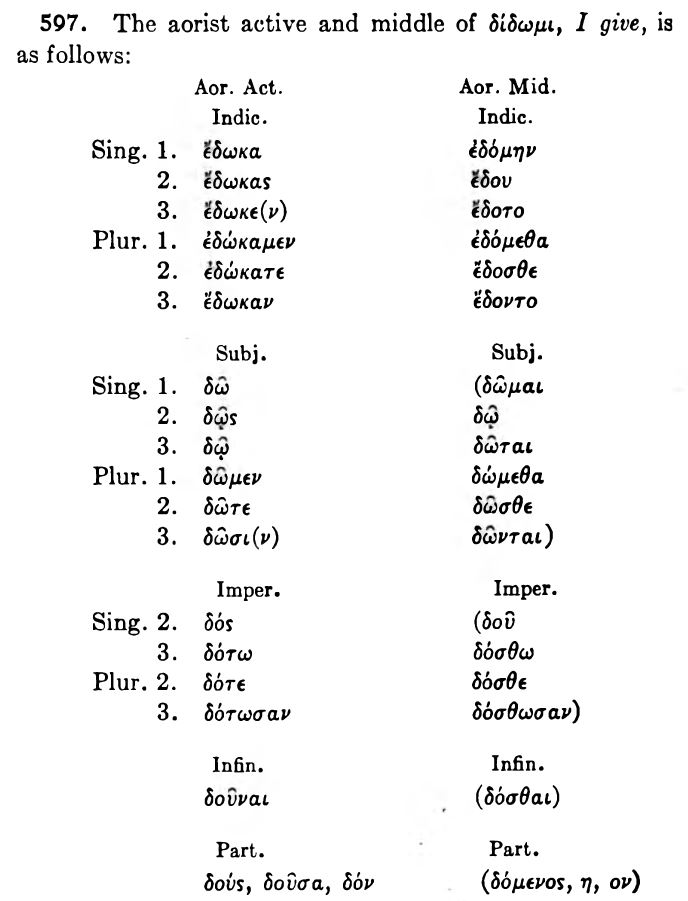 597. The aorist active and middle of δίδωμι, I give, is
as follows:
Aor. Act. Aor. Mid.
Indic. Indic.
Sing. 1. ἔδωκα ἐδόμην
2. ἔδωκας ἔδου
3. ἔδωκε(ν) ἔδοτο
Plur. 1. ἐδώκαμεν ἐδόμεθα
2. ἐδώκατε ἔδοσθε
3. ἔδωκαν ἔδοντο
Subj. Subj.
Sing. 1. δῶ (δῶμαι
2. δῷς δῷ
3. δῷ δῶται
Plur. 1. δῶμεν δώμεθα
2. δῶτε δῶσθε
3. δῶσι(ν) δῶνται)
Imper. Imper.
Sing. 2. δός (δοῦ
3. δότω δόσθω
Plur. 2. δότε δόσθε
3. δότωσαν δόσθωσαν)
Infin. Infin.
δοῦναι (δόσθαι)
Part. Part.
δούς, δοῦσα, δόν (δόμενος, η, ον)